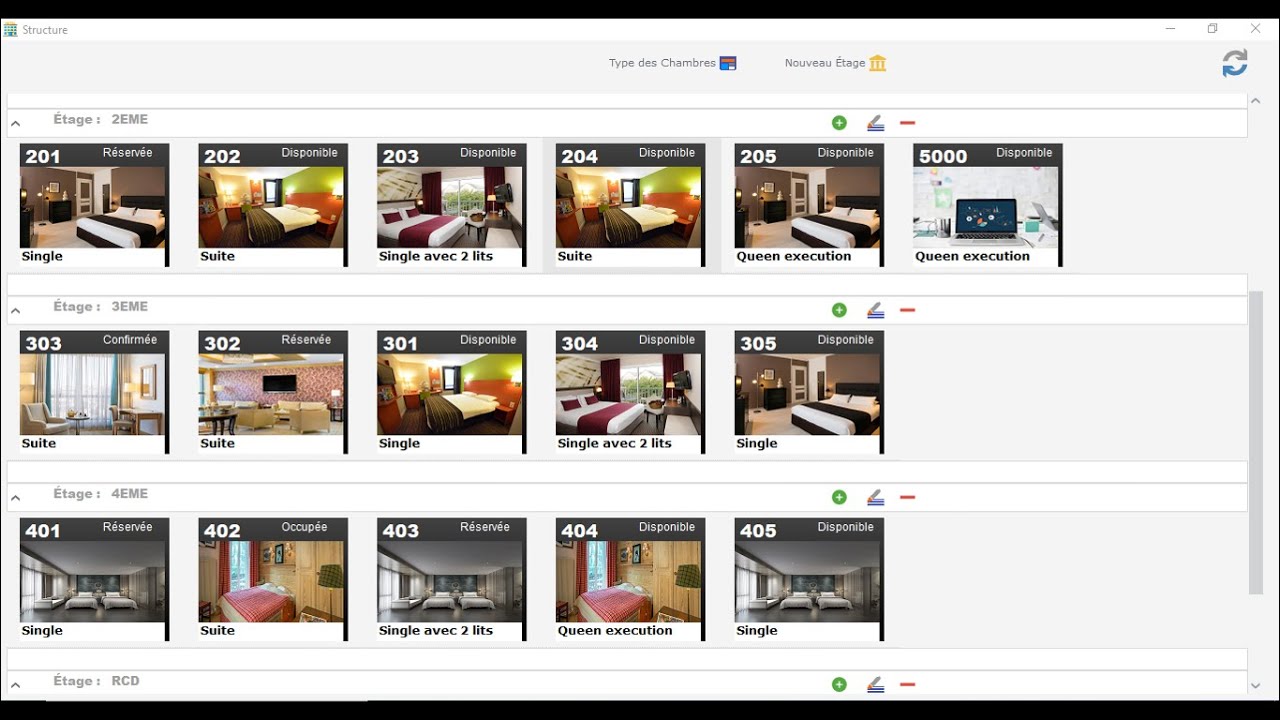 Structure
Type des Chambres Nouveau Étage
Étage : 2EME
201 Réservée 202 Disponible 203 Disponible 204 Disponible 205 Disponible 5000 Disponible
Single Suite Single avec 2 lits Suite Queen execution Queen execution
Étage : 3EME
303 Confirmée 302 Réservée 301 Disponible 304 Disponible 305 Disponible
Suite Suite Single Single avec 2 lits Single
Étage : 4EME
401 Réservée 402 Occupée 403 Réservée 404 Disponible 405 Disponible
Single Suite Single avec 2 lits Queen execution Single
Étage : RCD